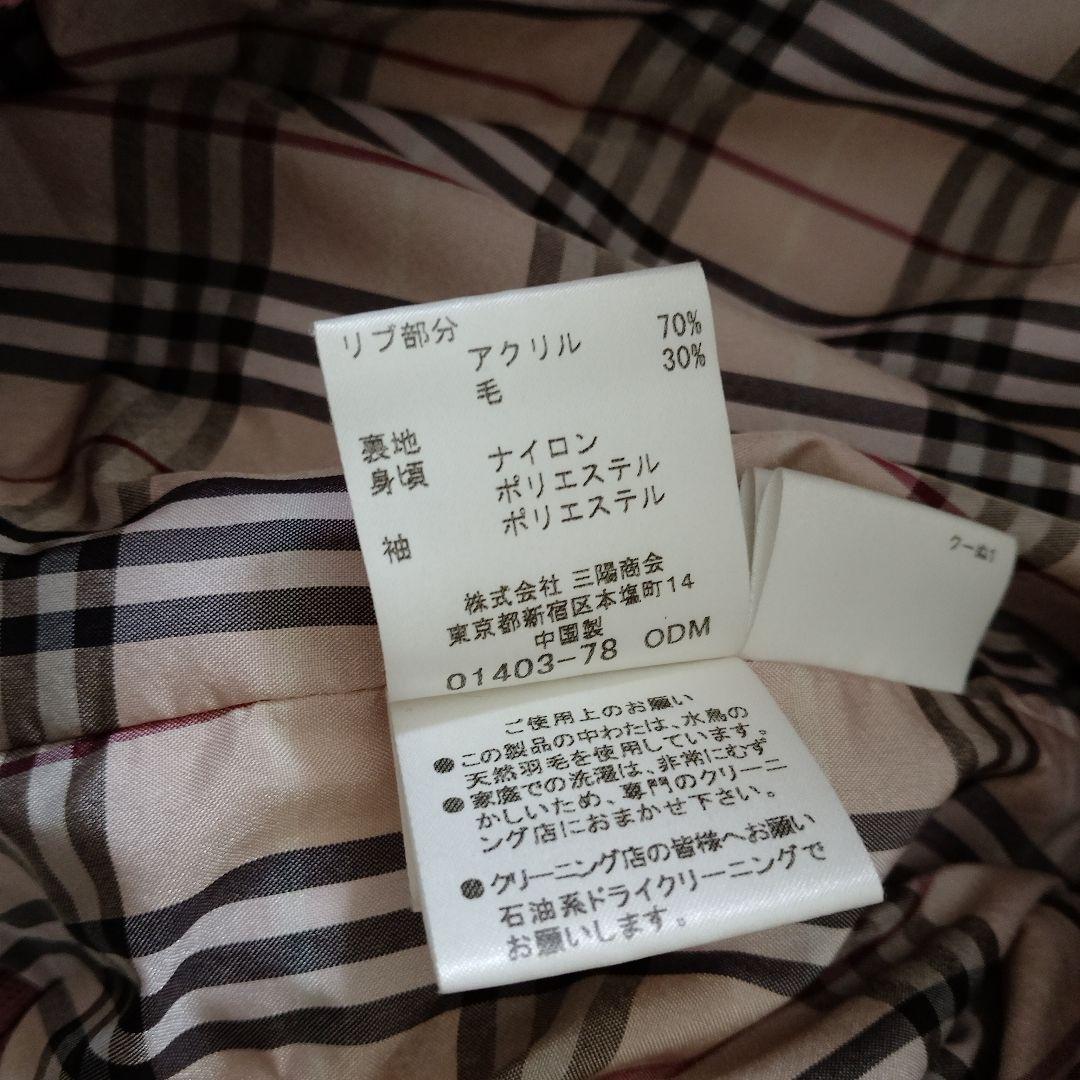 リブ部分
アクリル 70%
毛 30%
裏地
身頃 ナイロン
ポリエステル
袖 ポリエステル
株式会社 三陽商会
東京都新宿区本塩町14
中国製
01403-78 ODM
ご使用上のお願い
●この製品の中わたは、水鳥の
天然羽毛を使用しています。
●家庭での洗濯は、非常にむず
かしいため、専門のクリーニ
ング店におまかせ下さい。
●クリーニング店の皆様へお願い
石油系ドライクリーニングで
お願いします。